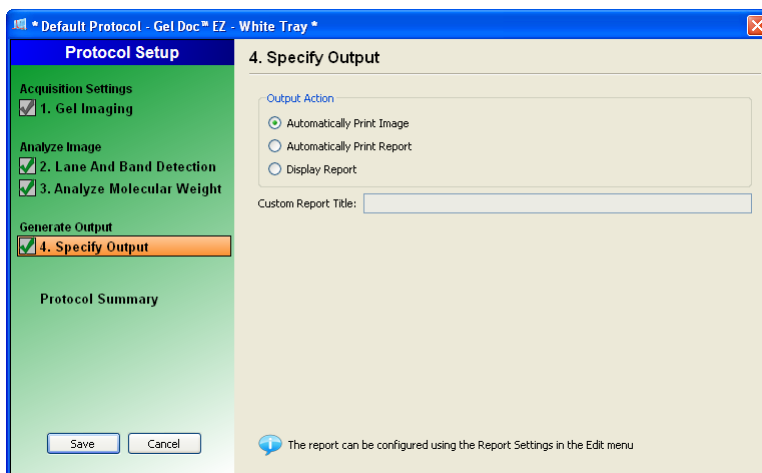 * Default Protocol - Gel Doc™ EZ - White Tray *
Protocol Setup
Acquisition Settings
1. Gel Imaging
Analyze Image
2. Lane And Band Detection
3. Analyze Molecular Weight
Generate Output
4. Specify Output
Protocol Summary
Save
Cancel
4. Specify Output
Output Action
Automatically Print Image
Automatically Print Report
Display Report
Custom Report Title:
The report can be configured using the Report Settings in the Edit menu